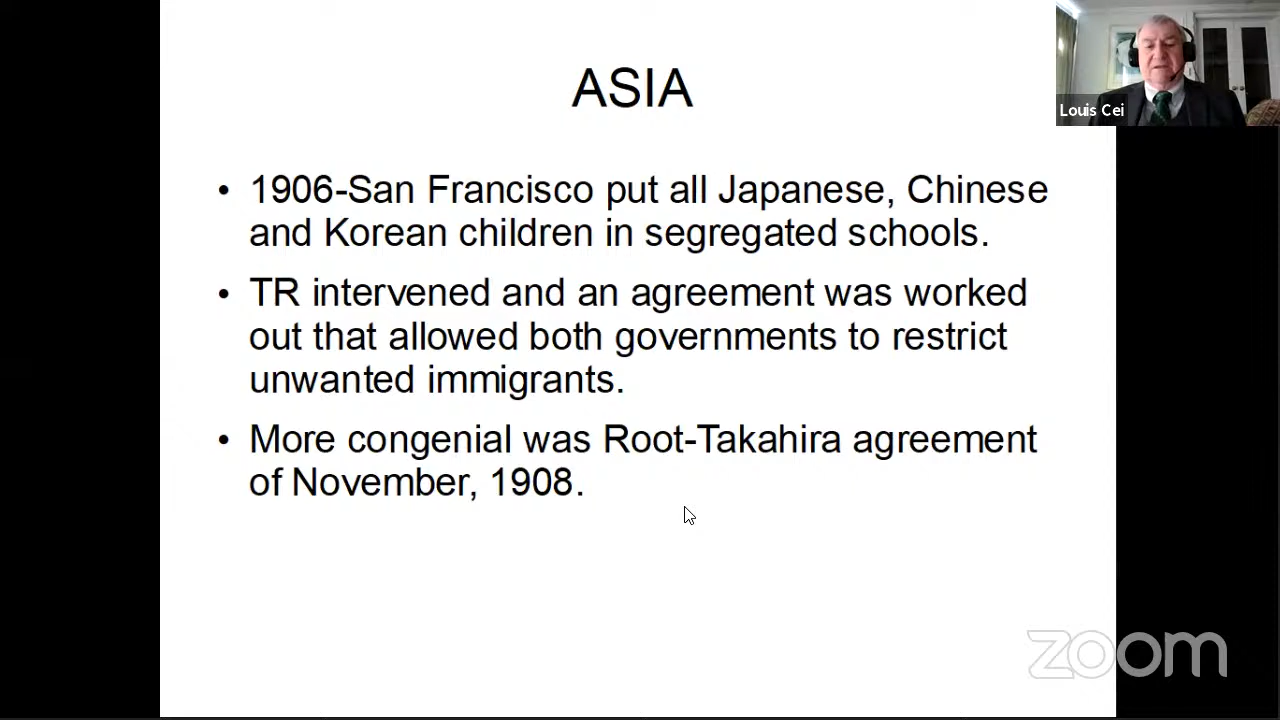 ASIA
• 1906-San Francisco put all Japanese, Chinese
and Korean children in segregated schools.
• TR intervened and an agreement was worked
out that allowed both governments to restrict
unwanted immigrants.
• More congenial was Root-Takahira agreement
of November, 1908.
Louis Cei
zoom